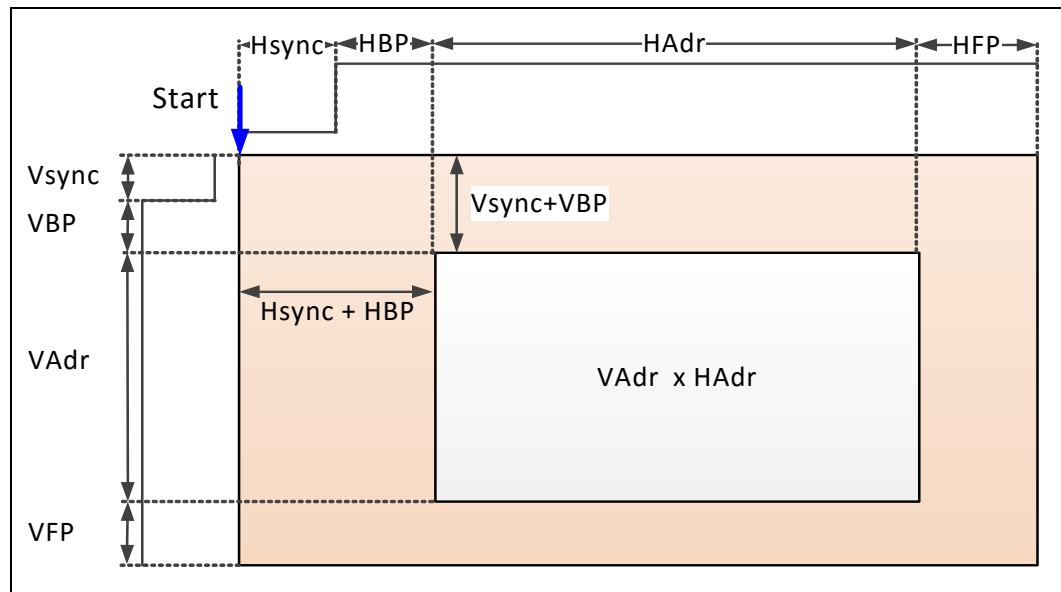 Hsync
HBP
HAdr
HFP
Start
Vsync
VBP
Vsync+VBP
Hsync + HBP
VAdr
VAdr x HAdr
VFP